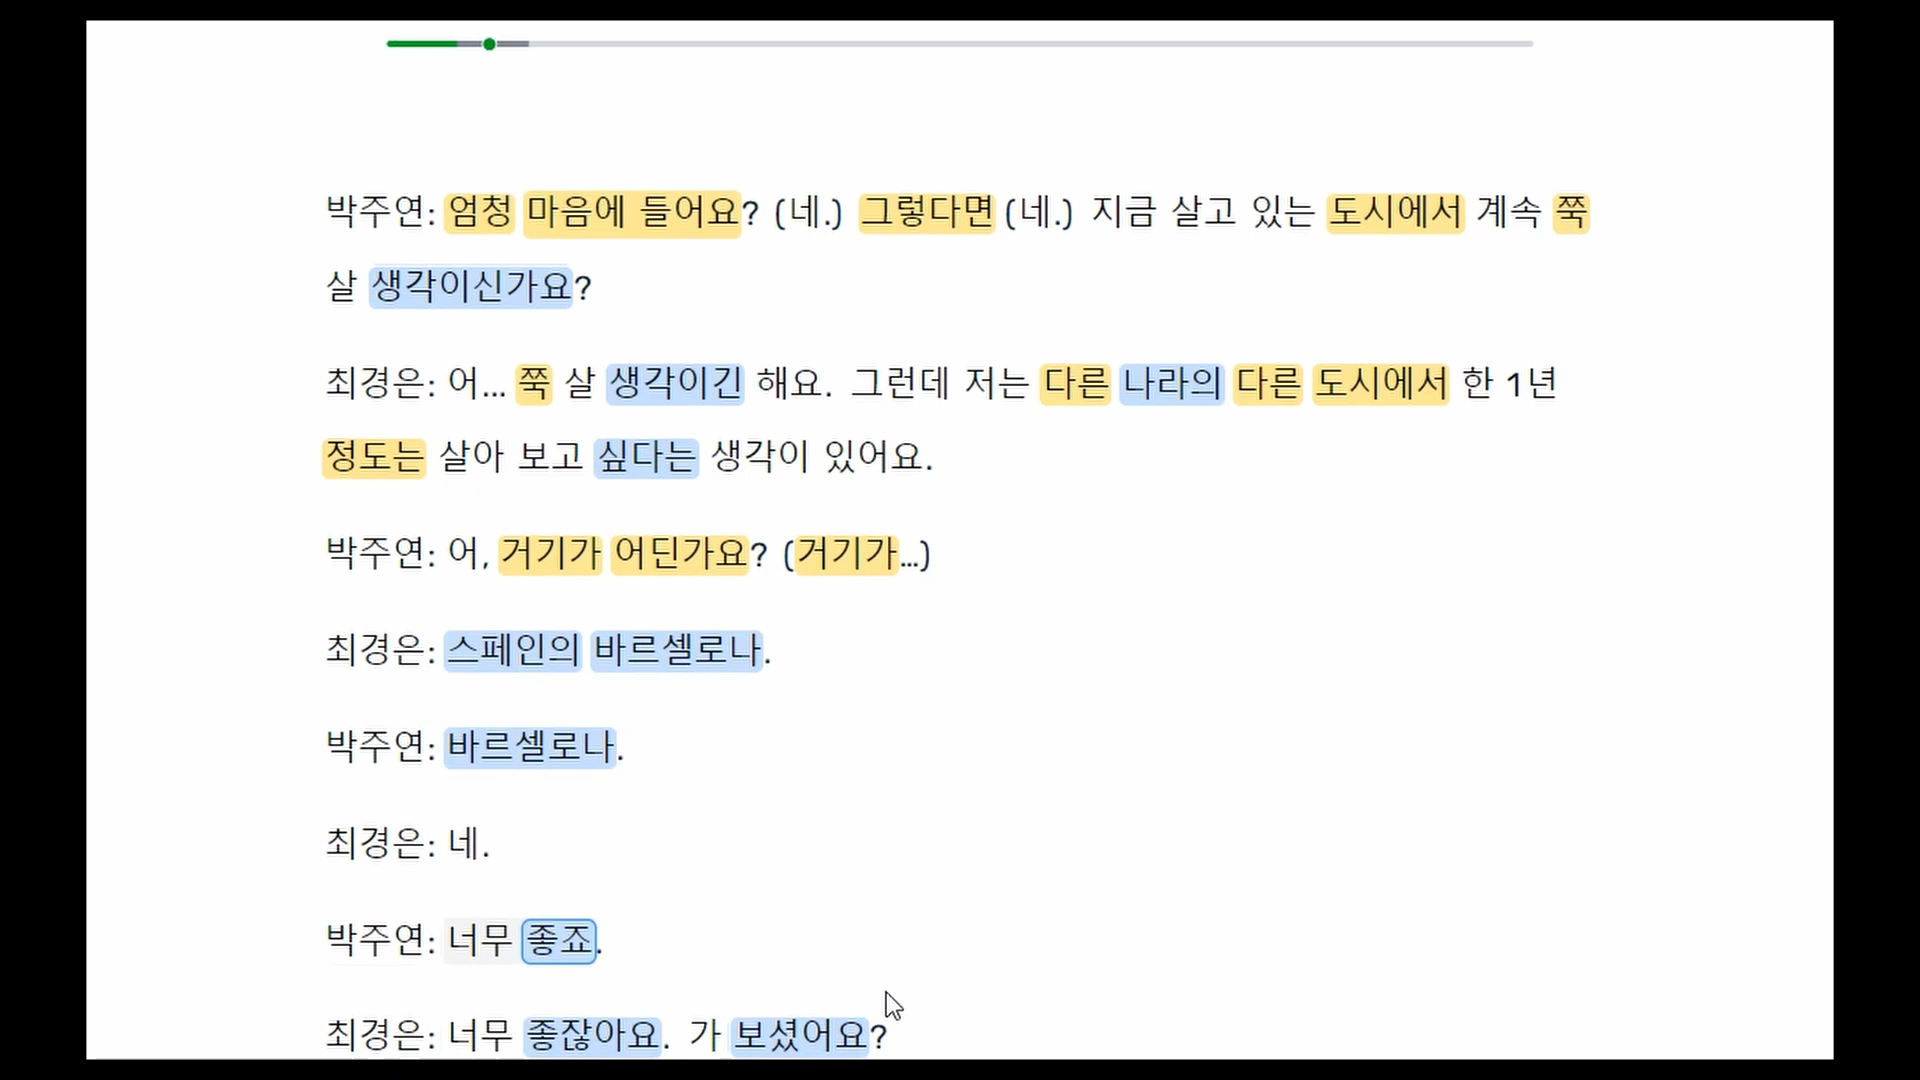 박주연: 엄청 마음에 들어요? (네.) 그렇다면 (네.) 지금 살고 있는 도시에서 계속 쭉
살 생각이신가요?
최경은: 어... 쭉 살 생각이긴 해요. 그런데 저는 다른 나라의 다른 도시에서 한 1년
정도는 살아 보고 싶다는 생각이 있어요.
박주연: 어, 거기가 어딘가요? (거기가...)
최경은: 스페인의 바르셀로나.
박주연: 바르셀로나.
최경은: 네.
박주연: 너무 좋죠.
최경은: 너무 좋잖아요. 가 보셨어요?